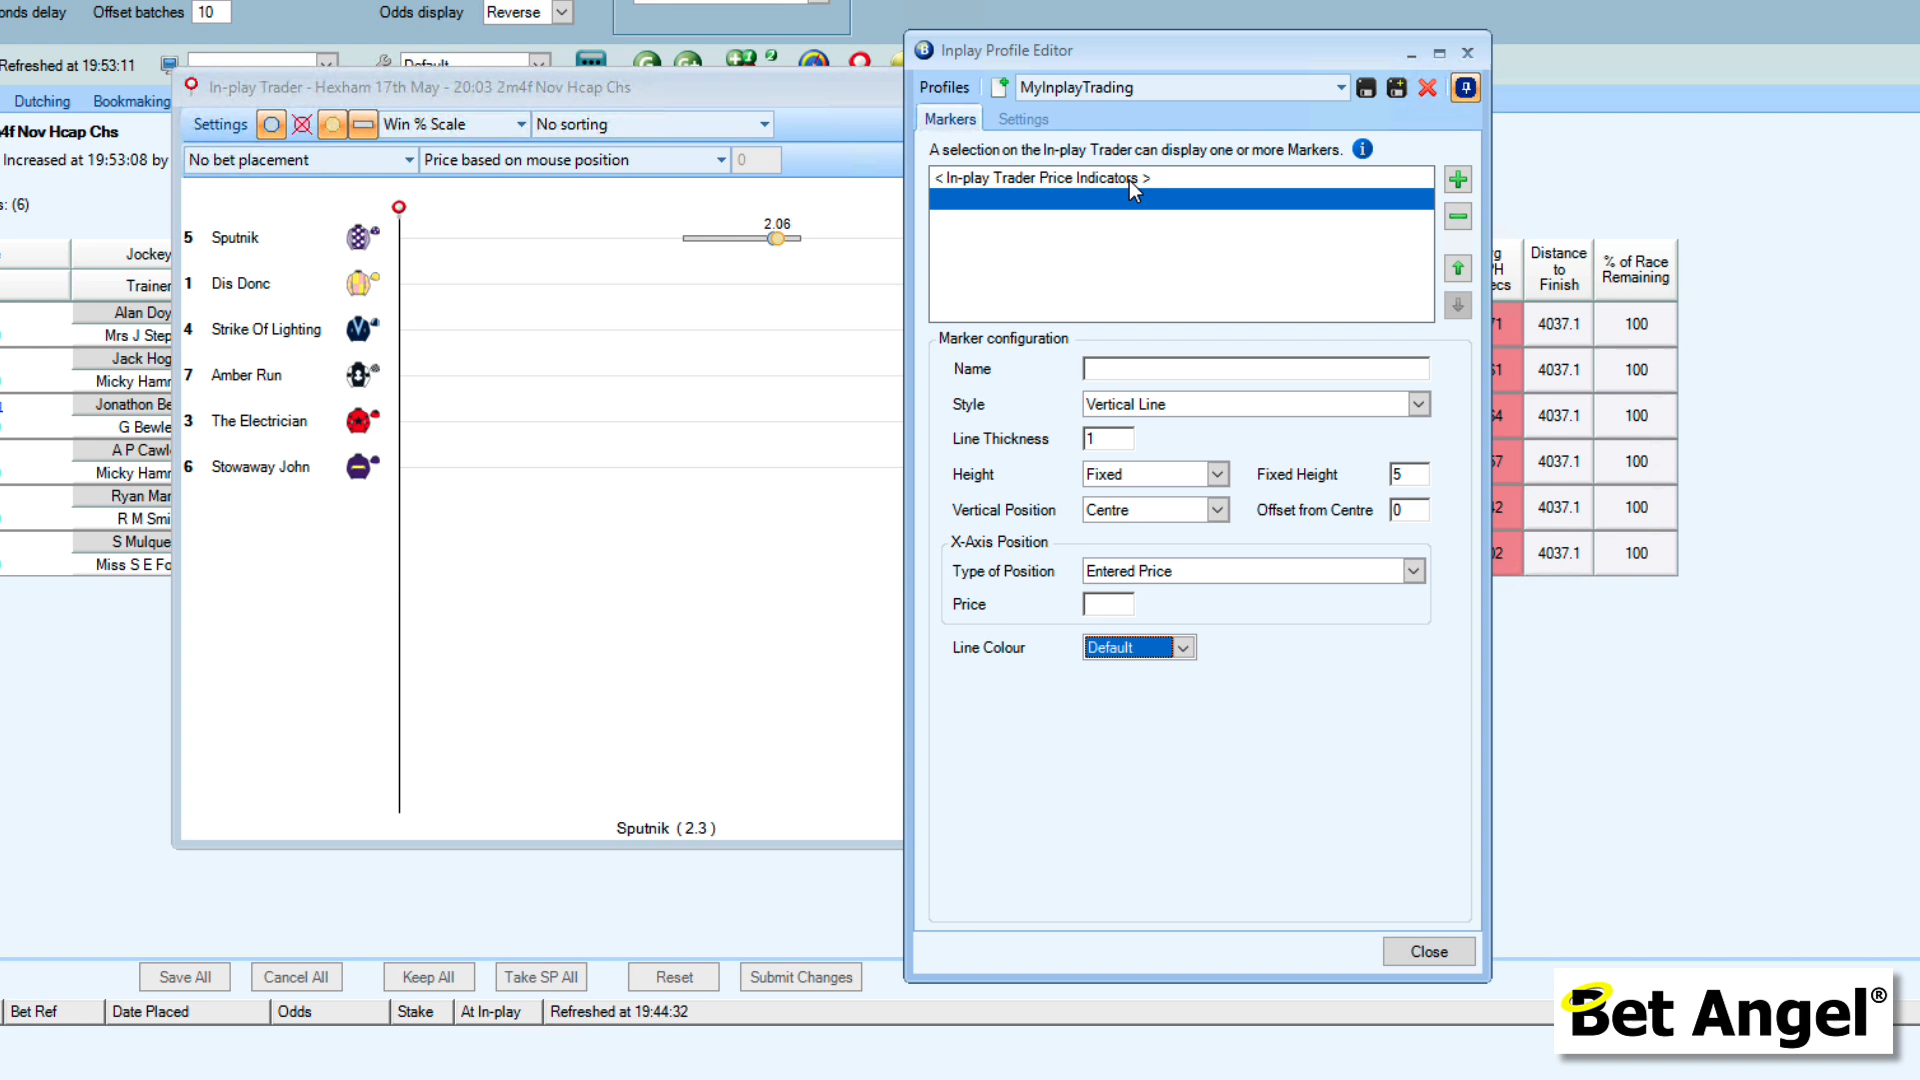 onds delay Offset batches 10 Odds display Reverse
Refreshed at 19:53:11 Default
Dutching Bookmaking
4f Nov Hcap Chs
Increased at 19:53:08 by
s: (6)
Jockey
Trainer
Alan Doy
Mrs J Step
Jack Hog
Micky Hamr
Jonathon Be
G Bewle
A P Cawl
Micky Hamr
Ryan Mar
R M Smi
S Mulque
Miss S E Fo
In-play Trader - Hexham 17th May - 20:03 2m4f Nov Hcap Chs
Settings Win % Scale No sorting
No bet placement Price based on mouse position 0
2.06
5 Sputnik
1 Dis Donc
4 Strike Of Lighting
7 Amber Run
3 The Electrician
6 Stowaway John
Sputnik ( 2.3 )
Inplay Profile Editor
Profiles MyInplayTrading
Markers Settings
A selection on the In-play Trader can display one or more Markers.
< In-play Trader Price Indicators >
Marker configuration
Name
Style Vertical Line
Line Thickness 1
Height Fixed Fixed Height 5
Vertical Position Centre Offset from Centre 0
X-Axis Position
Type of Position Entered Price
Price
Line Colour Default
Close
Distance to Finish
% of Race Remaining
71 4037.1 100
4037.1 100
4037.1 100
57 4037.1 100
4037.1 100
4037.1 100
Save All Cancel All Keep All Take SP All Reset Submit Changes
Bet Ref Date Placed Odds Stake At In-play Refreshed at 19:44:32
Bet Angel®